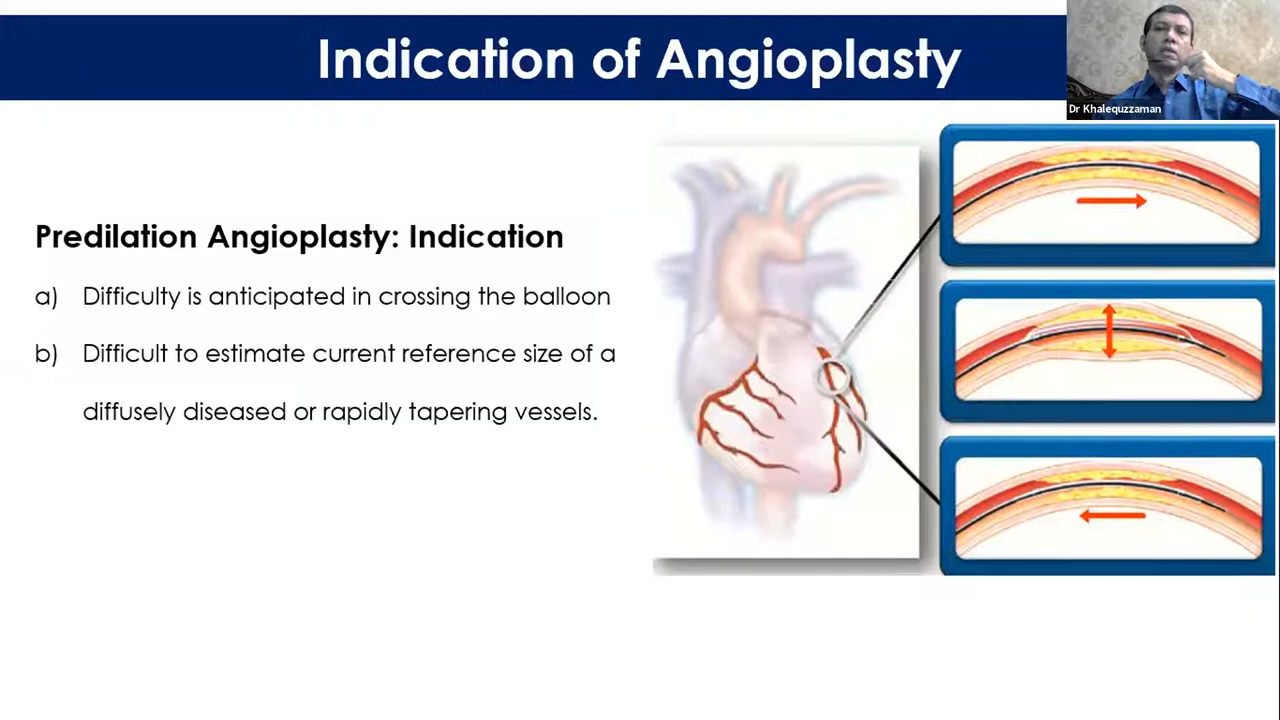 Indication of Angioplasty
Dr Khalequzzaman
Predilation Angioplasty: Indication
a) Difficulty is anticipated in crossing the balloon
b) Difficult to estimate current reference size of a
diffusely diseased or rapidly tapering vessels.